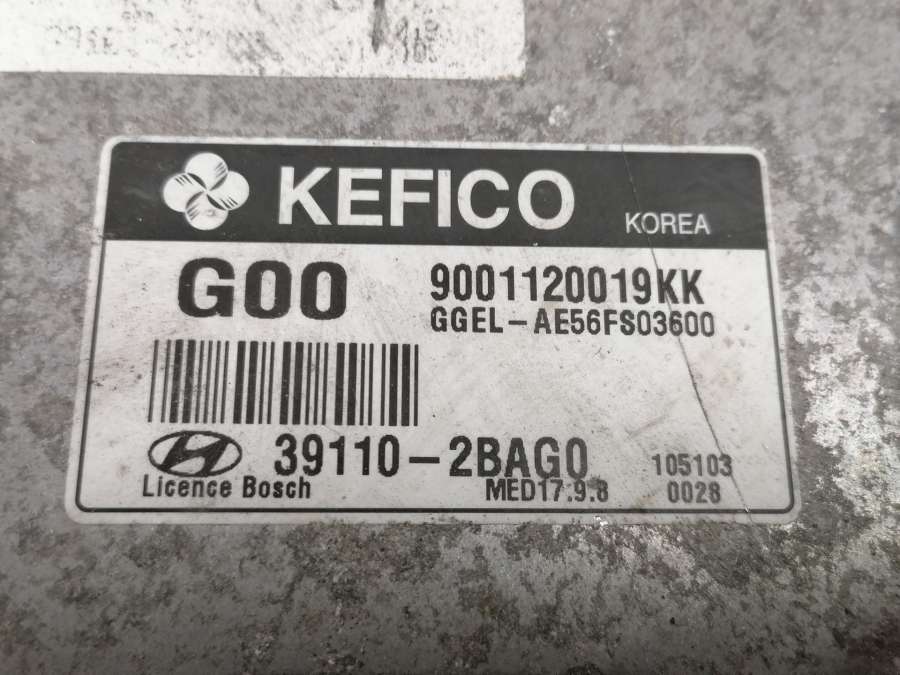 KEFICO
KOREA
G00
9001120019KK
GGEL-AE56FS03600
39110-2BAG0
105103
Licence Bosch
MED17.9.8
0028